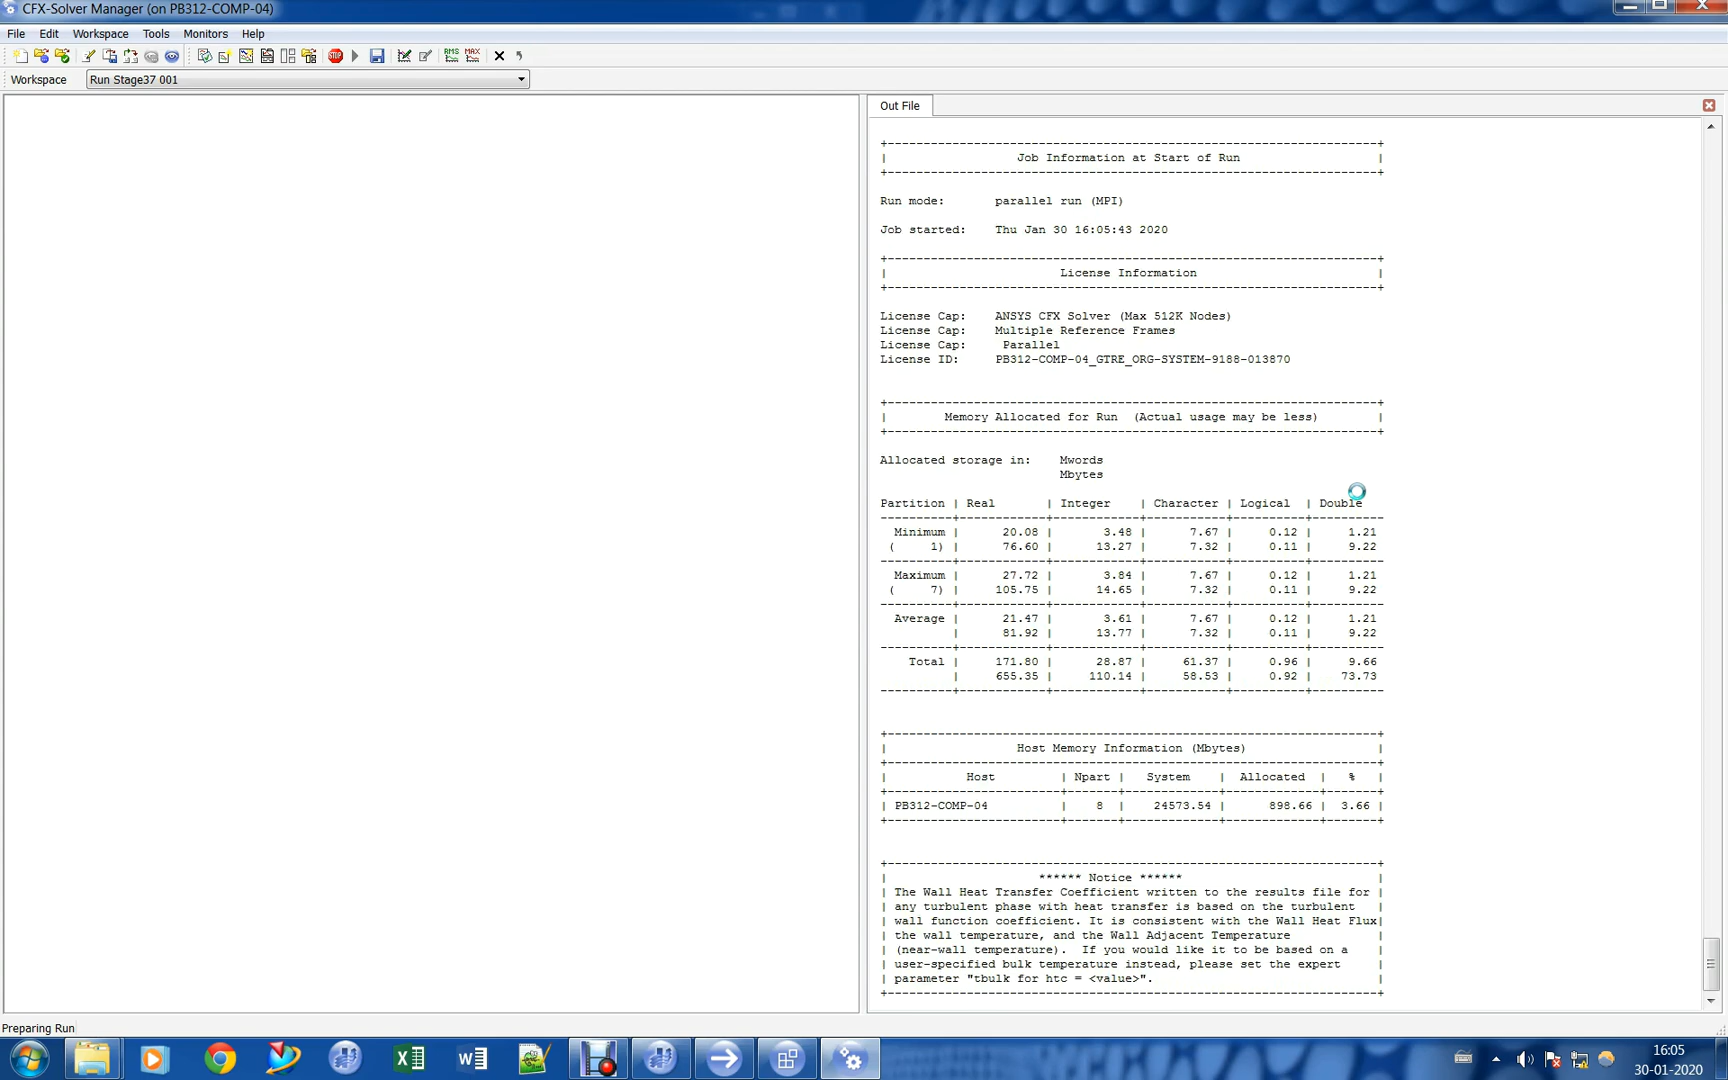 CFX-Solver Manager (on PB312-COMP-04)
File Edit Workspace Tools Monitors Help
RMS MAX
STOP
Workspace Run Stage37 001
Out File
Job Information at Start of Run
Run mode: parallel run (MPI)
Job started: Thu Jan 30 16:05:43 2020
License Information
License Cap: ANSYS CFX Solver (Max 512K Nodes)
License Cap: Multiple Reference Frames
License Cap: Parallel
License ID: PB312-COMP-04_GTRE_ORG-SYSTEM-9188-013870
Memory Allocated for Run (Actual usage may be less)
Allocated storage in: Mwords
Mbytes
Partition | Real | Integer | Character | Logical | Double
Minimum | 20.08 | 3.48 | 7.67 | 0.12 | 1.21
( 1) | 76.60 | 13.27 | 7.32 | 0.11 | 9.22
Maximum | 27.72 | 3.84 | 7.67 | 0.12 | 1.21
( 7) | 105.75 | 14.65 | 7.32 | 0.11 | 9.22
Average | 21.47 | 3.61 | 7.67 | 0.12 | 1.21
| 81.92 | 13.77 | 7.32 | 0.11 | 9.22
Total | 171.80 | 28.87 | 61.37 | 0.96 | 9.66
| 655.35 | 110.14 | 58.53 | 0.92 | 73.73
Host Memory Information (Mbytes)
| Host | Npart | System | Allocated | % |
| PB312-COMP-04 | 8 | 24573.54 | 898.66 | 3.66 |
****** Notice ******
The Wall Heat Transfer Coefficient written to the results file for
any turbulent phase with heat transfer is based on the turbulent
wall function coefficient. It is consistent with the Wall Heat Flux
the wall temperature, and the Wall Adjacent Temperature
(near-wall temperature). If you would like it to be based on a
user-specified bulk temperature instead, please set the expert
parameter "tbulk for htc = <value>".
Preparing Run
16:05
30-01-2020